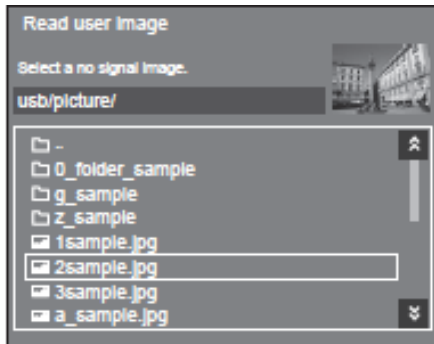 Read user image
Select a no signal image.
usb/picture/
..
0_folder_sample
g_sample
z_sample
1sample.jpg
2sample.jpg
3sample.jpg
a_sample.jpg